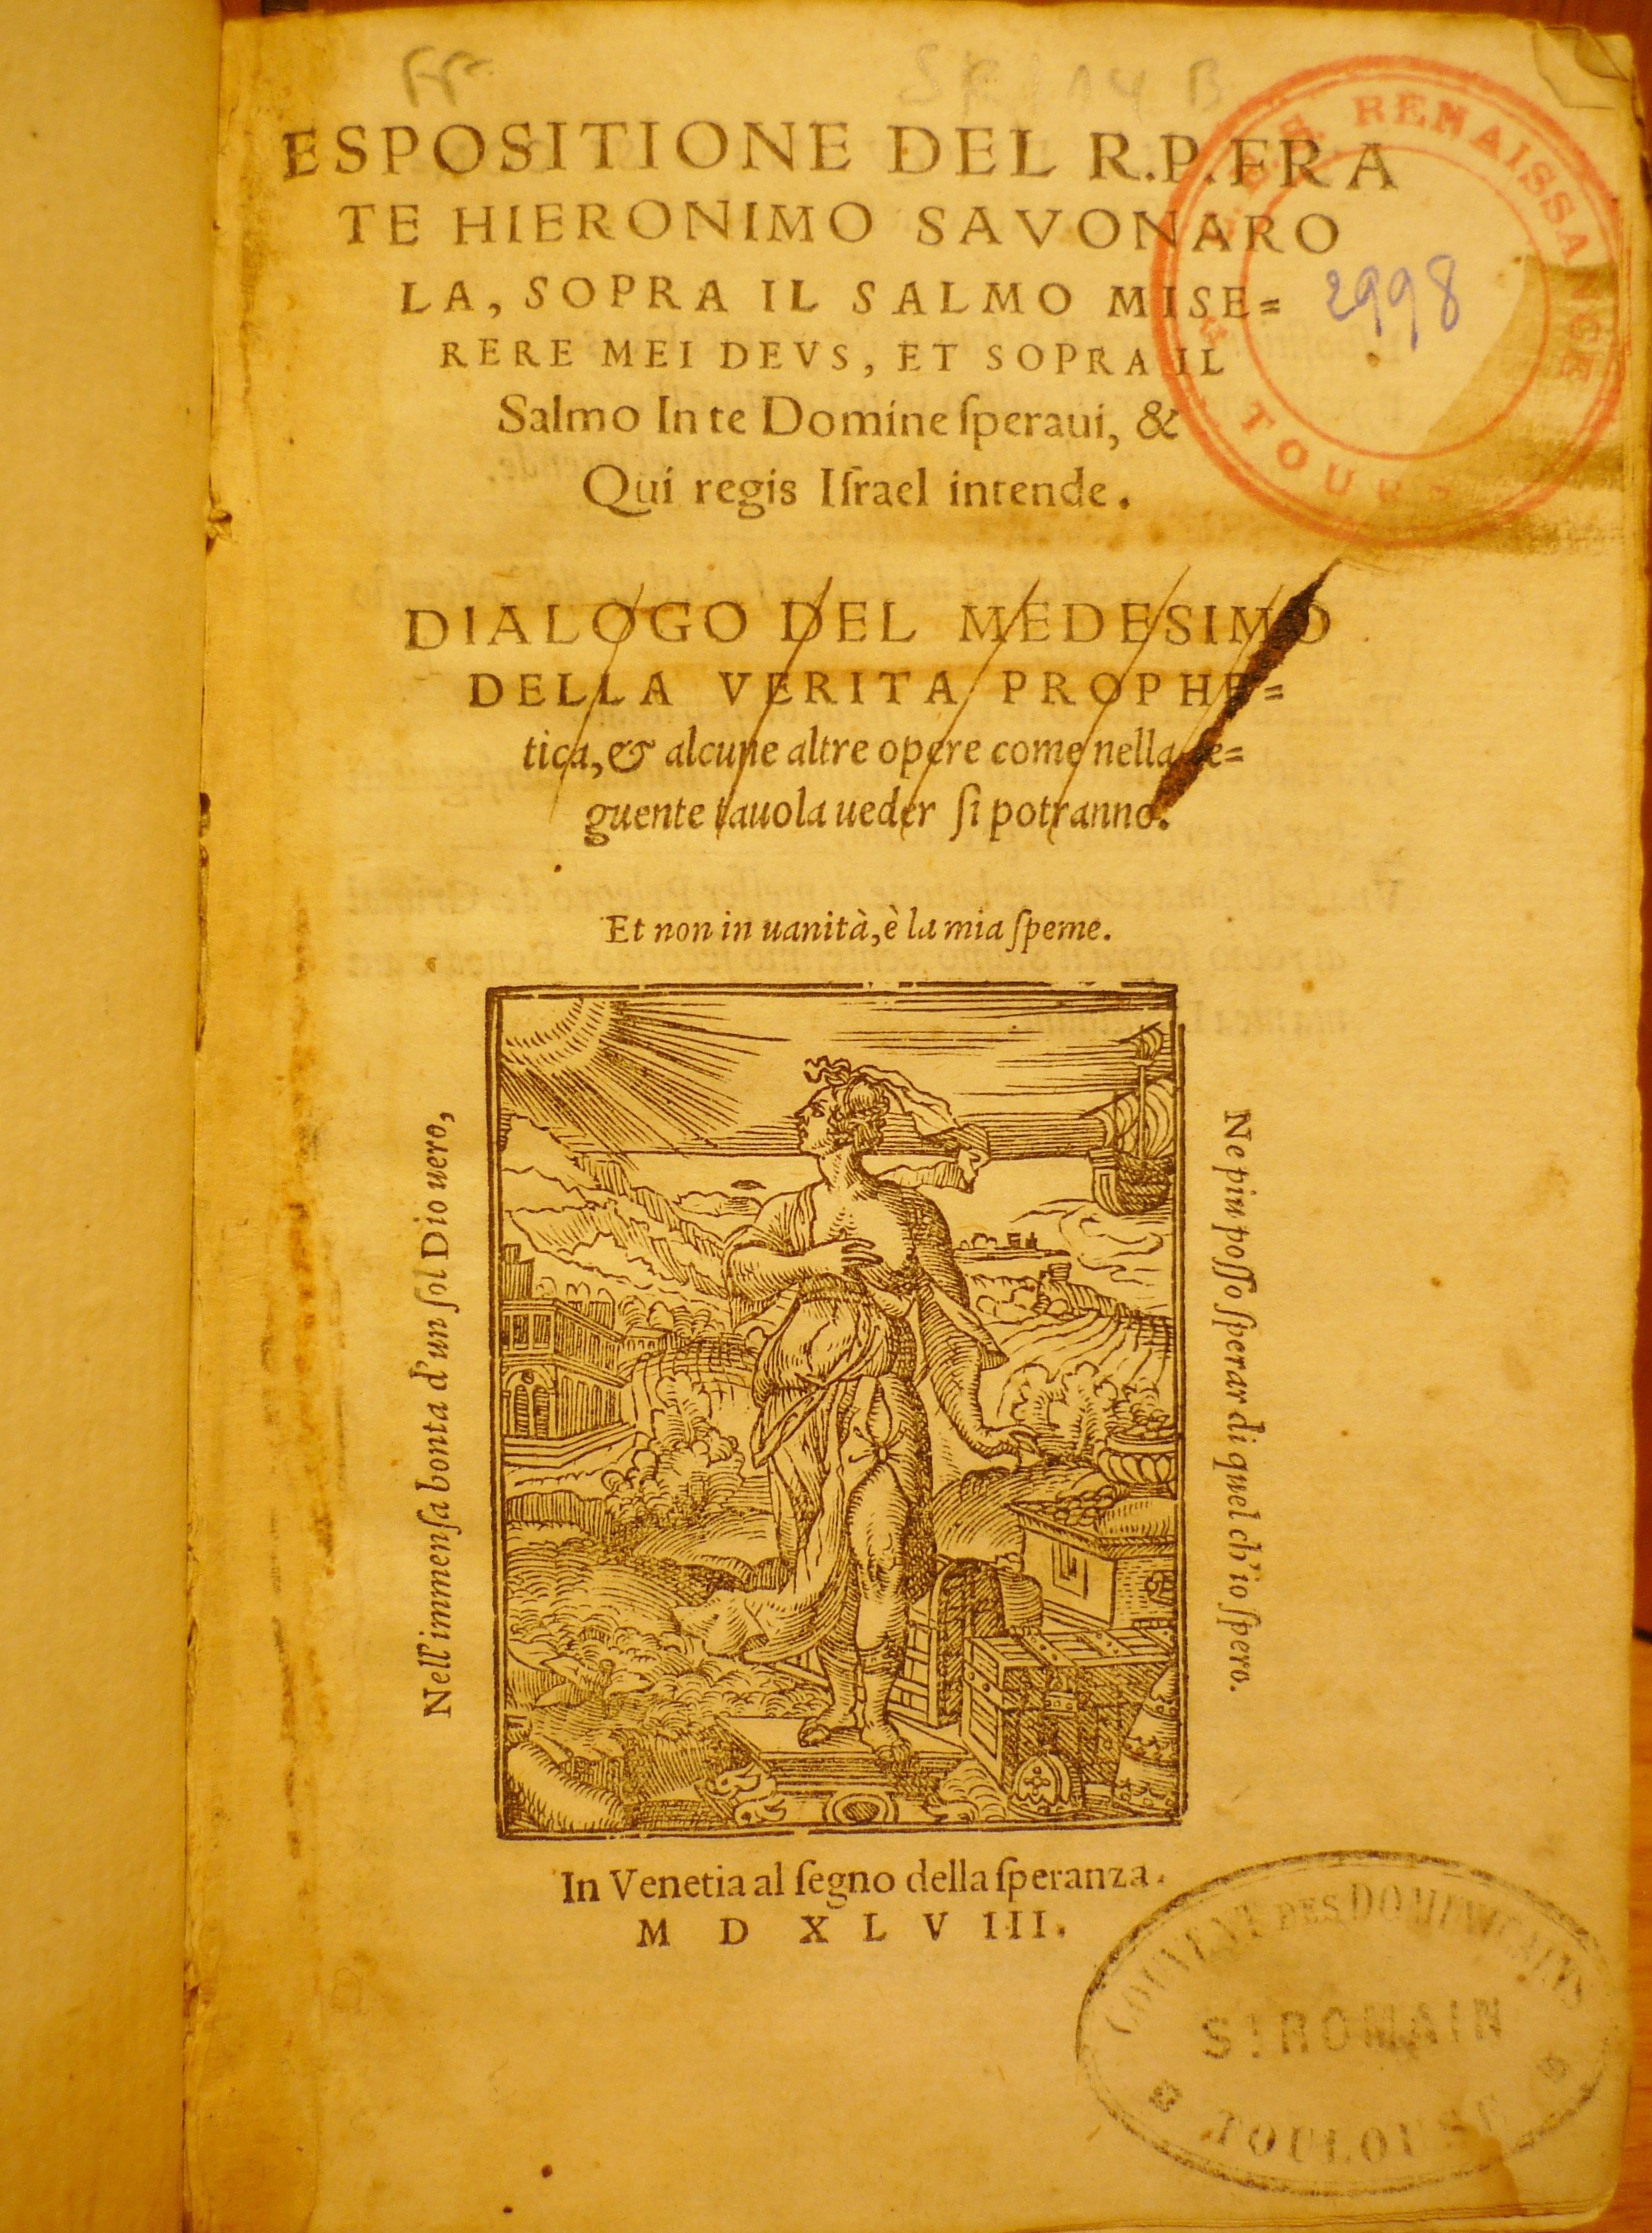 SR 114 B
ESPOSITIONE DEL R.P.FRA
TE HIERONIMO SAVONARO
LA, SOPRA IL SALMO MISE=
RERE MEI DEVS, ET SOPRA IL
Salmo In te Domine ſperaui, &
Qui regis Iſrael intende.
C.E.S. RENAISSANCE
TOURS
2998
DIALOGO DEL MEDESIMO
DELLA VERITA PROPHE=
tica, & alcune altre opere come nella ſe=
guente tauola ueder ſi potranno.
Et non in uanità, è la mia ſpeme.
Nell' immenſa bonta d'un ſol Dio uero,
Ne piu poſſo ſperar di quel ch'io ſpero.
In Venetia al ſegno della ſperanza.
M D X L V III.
COUVENT DES DOMINICAINS
ST ROMAIN
TOULOUSE